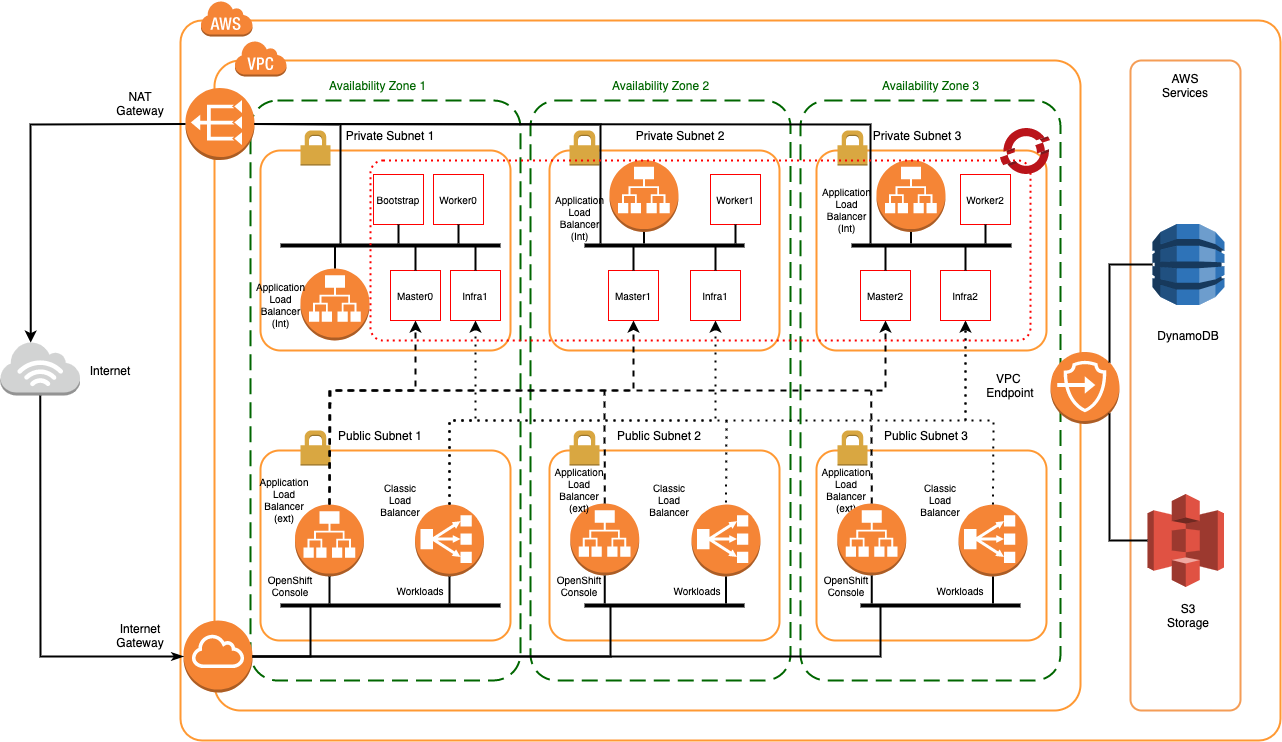 AWS
VPC
NAT
Gateway
Availability Zone 1
Availability Zone 2
Availability Zone 3
AWS
Services
Private Subnet 1
Private Subnet 2
Private Subnet 3
Bootstrap
Worker0
Application
Load
Balancer
(Int)
Worker1
Application
Load
Balancer
(Int)
Worker2
Application
Load
Balancer
(Int)
Master0
Infra1
Master1
Infra1
Master2
Infra2
DynamoDB
Internet
VPC
Endpoint
Public Subnet 1
Public Subnet 2
Public Subnet 3
Application
Load
Balancer
(ext)
Classic
Load
Balancer
Application
Load
Balancer
(ext)
Classic
Load
Balancer
Application
Load
Balancer
(ext)
Classic
Load
Balancer
OpenShift
Console
Workloads
OpenShift
Console
Workloads
OpenShift
Console
Workloads
S3
Storage
Internet
Gateway